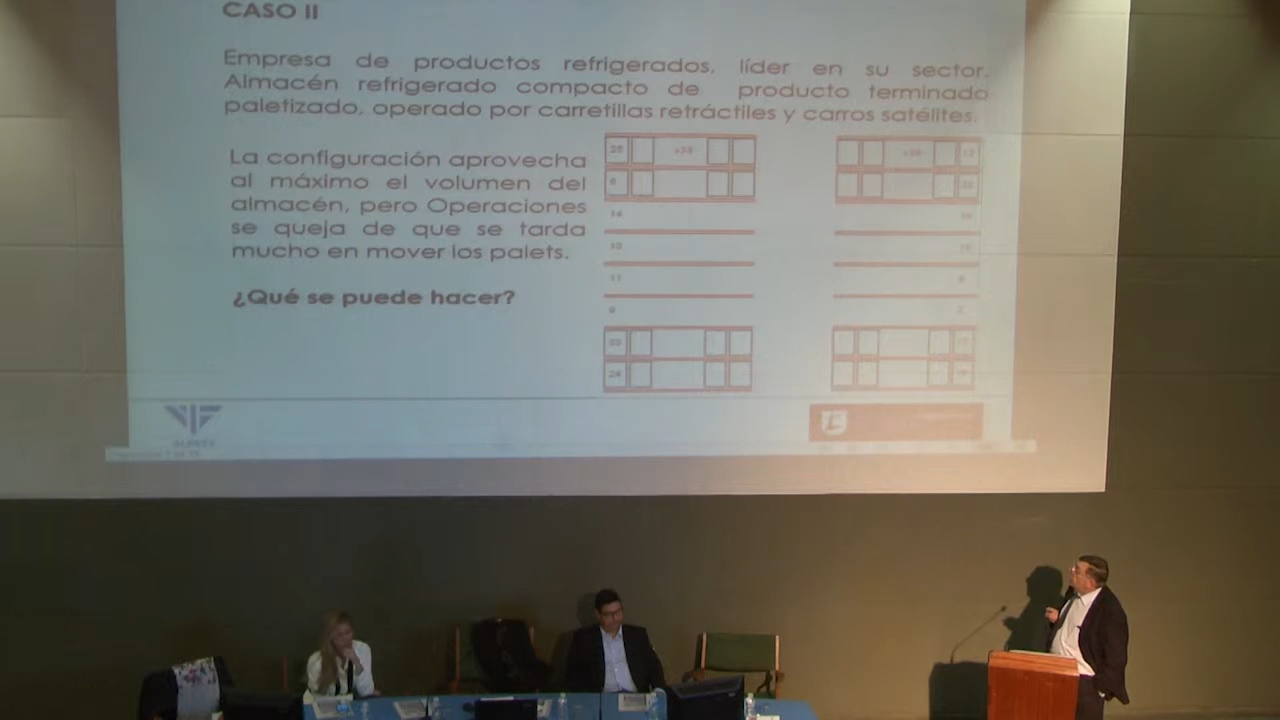 CASO II
Empresa de productos refrigerados, líder en su sector.
Almacén refrigerado compacto de producto terminado
paletizado, operado por carretillas retráctiles y carros satélites.
La configuración aprovecha
al máximo el volumen del
almacén, pero Operaciones
se queja de que se tarda
mucho en mover los palets.
¿Qué se puede hacer?